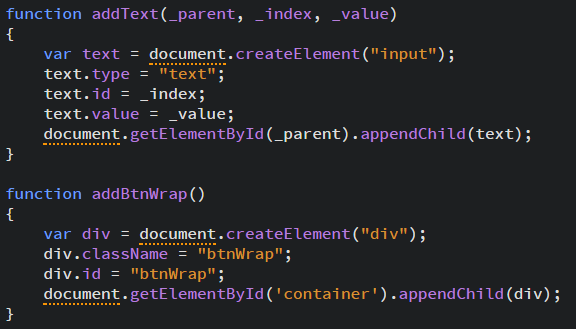 function addText(_parent, _index, _value)
{
    var text = document.createElement("input");
    text.type = "text";
    text.id = _index;
    text.value = _value;
    document.getElementById(_parent).appendChild(text);
}

function addBtnWrap()
{
    var div = document.createElement("div");
    div.className = "btnWrap";
    div.id = "btnWrap";
    document.getElementById('container').appendChild(div);
}